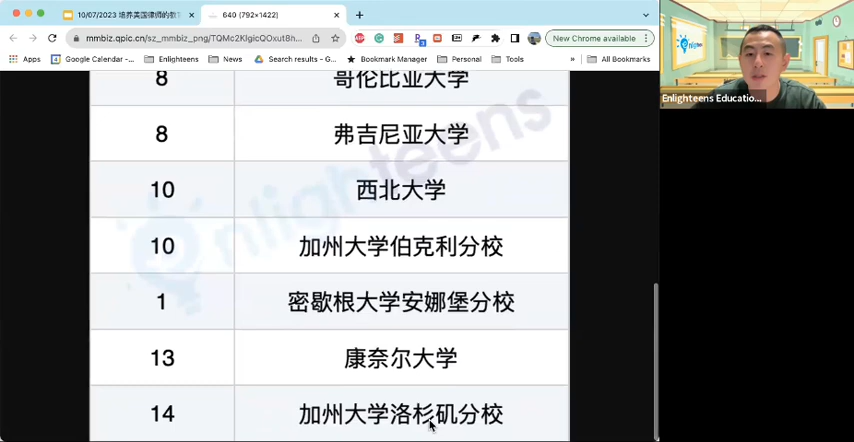 10/07/2023 培养美国律师的
640 (792×1422)
mmbiz.qpic.cn/sz_mmbiz_png/TQMc2KlgicQOxut8h...
New Chrome available
Apps
Google Calendar -...
Enlighteens
News
Search results - G...
Bookmark Manager
Personal
Tools
»
All Bookmarks
8 哥伦比亚大学
8 弗吉尼亚大学
10 西北大学
10 加州大学伯克利分校
1 密歇根大学安娜堡分校
13 康奈尔大学
14 加州大学洛杉矶分校
nlighteens
Enlighteens Educatio...